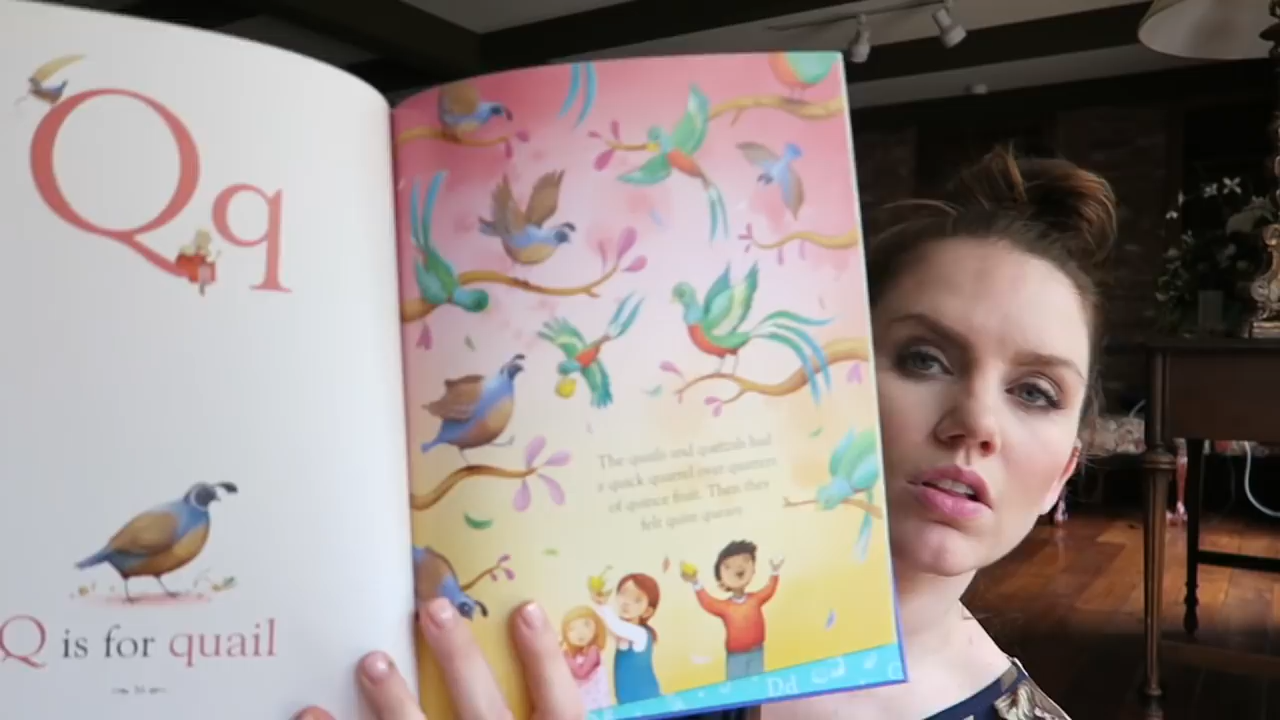 Qq
Q is for quail
The quails and quetzals had
a quick quarrel over quarters
of quince fruit. Then they
felt quite queasy.
Dd